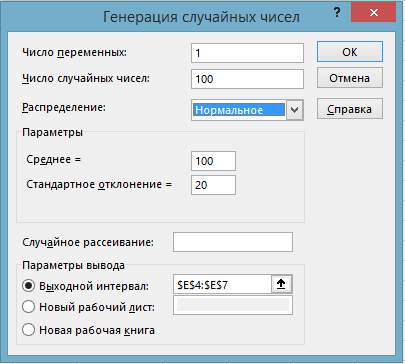 Генерация случайных чисел
? ×
Число переменных: 1 ОК
Число случайных чисел: 100 Отмена
Распределение: Нормальное Справка
Параметры
Среднее = 100
Стандартное отклонение = 20
Случайное рассеивание:
Параметры вывода
Выходной интервал: $E$4:$E$7
Новый рабочий лист:
Новая рабочая книга